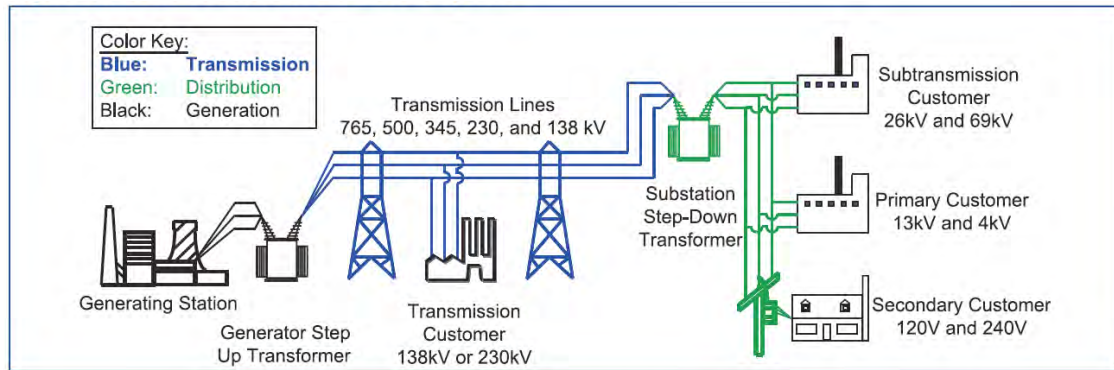 Color Key:
Blue: Transmission
Green: Distribution
Black: Generation
Transmission Lines
765, 500, 345, 230, and 138 kV
Generating Station
Generator Step
Up Transformer
Transmission
Customer
138kV or 230kV
Substation
Step-Down
Transformer
Subtransmission
Customer
26kV and 69kV
Primary Customer
13kV and 4kV
Secondary Customer
120V and 240V